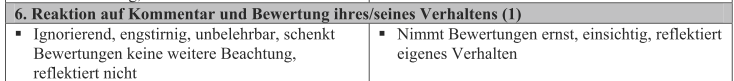 6. Reaktion auf Kommentar und Bewertung ihres/seines Verhaltens (1)
▪ Ignorierend, engstirnig, unbelehrbar, schenkt
Bewertungen keine weitere Beachtung,
reflektiert nicht
▪ Nimmt Bewertungen ernst, einsichtig, reflektiert
eigenes Verhalten